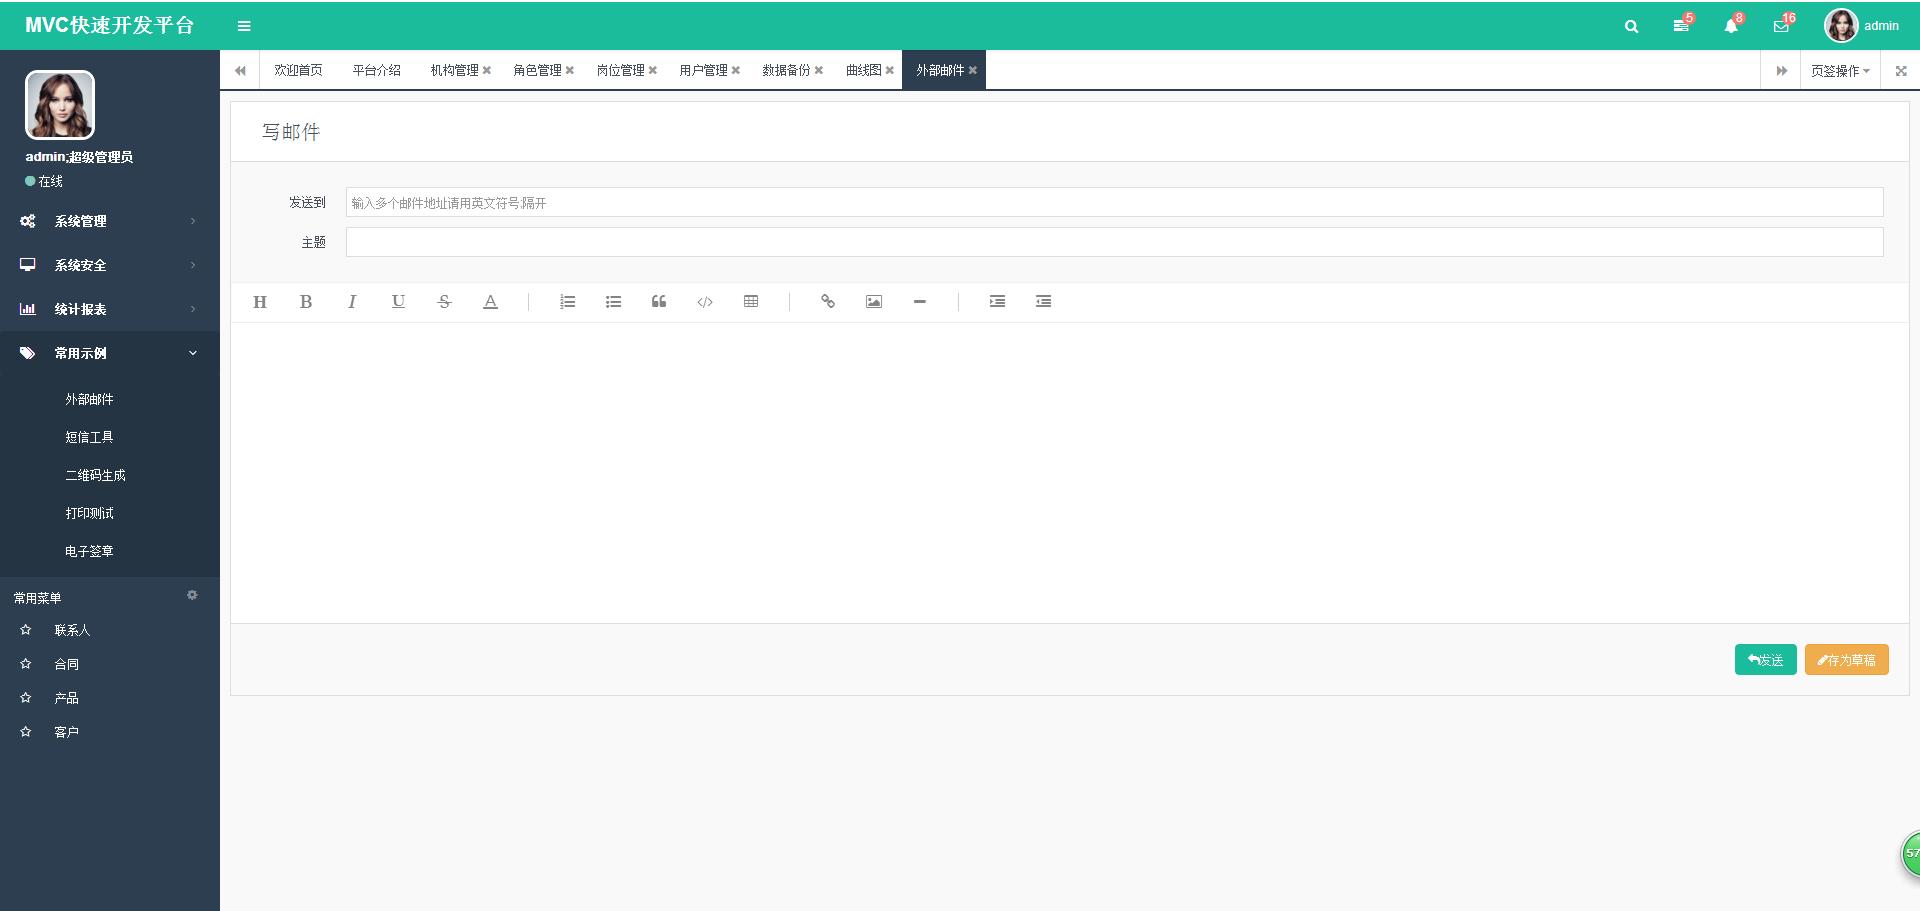 MVC快速开发平台
5
8
16
admin
欢迎首页 平台介绍 机构管理 角色管理 岗位管理 用户管理 数据备份 曲线图 外部邮件 页签操作
admin;超级管理员
在线
系统管理
系统安全
统计报表
常用示例
外部邮件
短信工具
二维码生成
打印测试
电子签章
常用菜单
联系人
合同
产品
客户
写邮件
发送到 输入多个邮件地址请用英文符号;隔开
主题
H B I U S A
发送 存为草稿
57